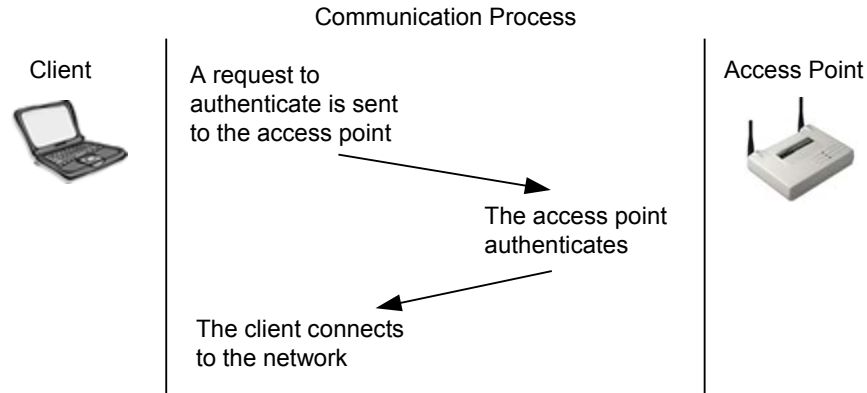 Communication Process
Client
Access Point
A request to
authenticate is sent
to the access point
The access point
authenticates
The client connects
to the network